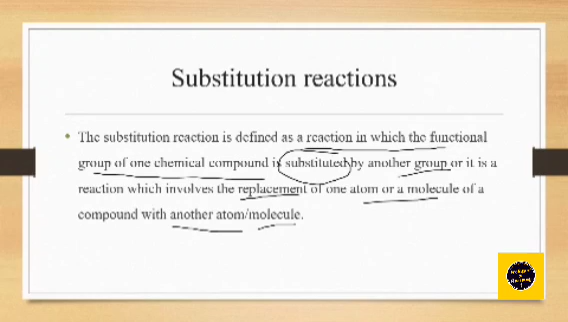 Substitution reactions
• The substitution reaction is defined as a reaction in which the functional
group of one chemical compound is substituted by another group or it is a
reaction which involves the replacement of one atom or a molecule of a
compound with another atom/molecule.